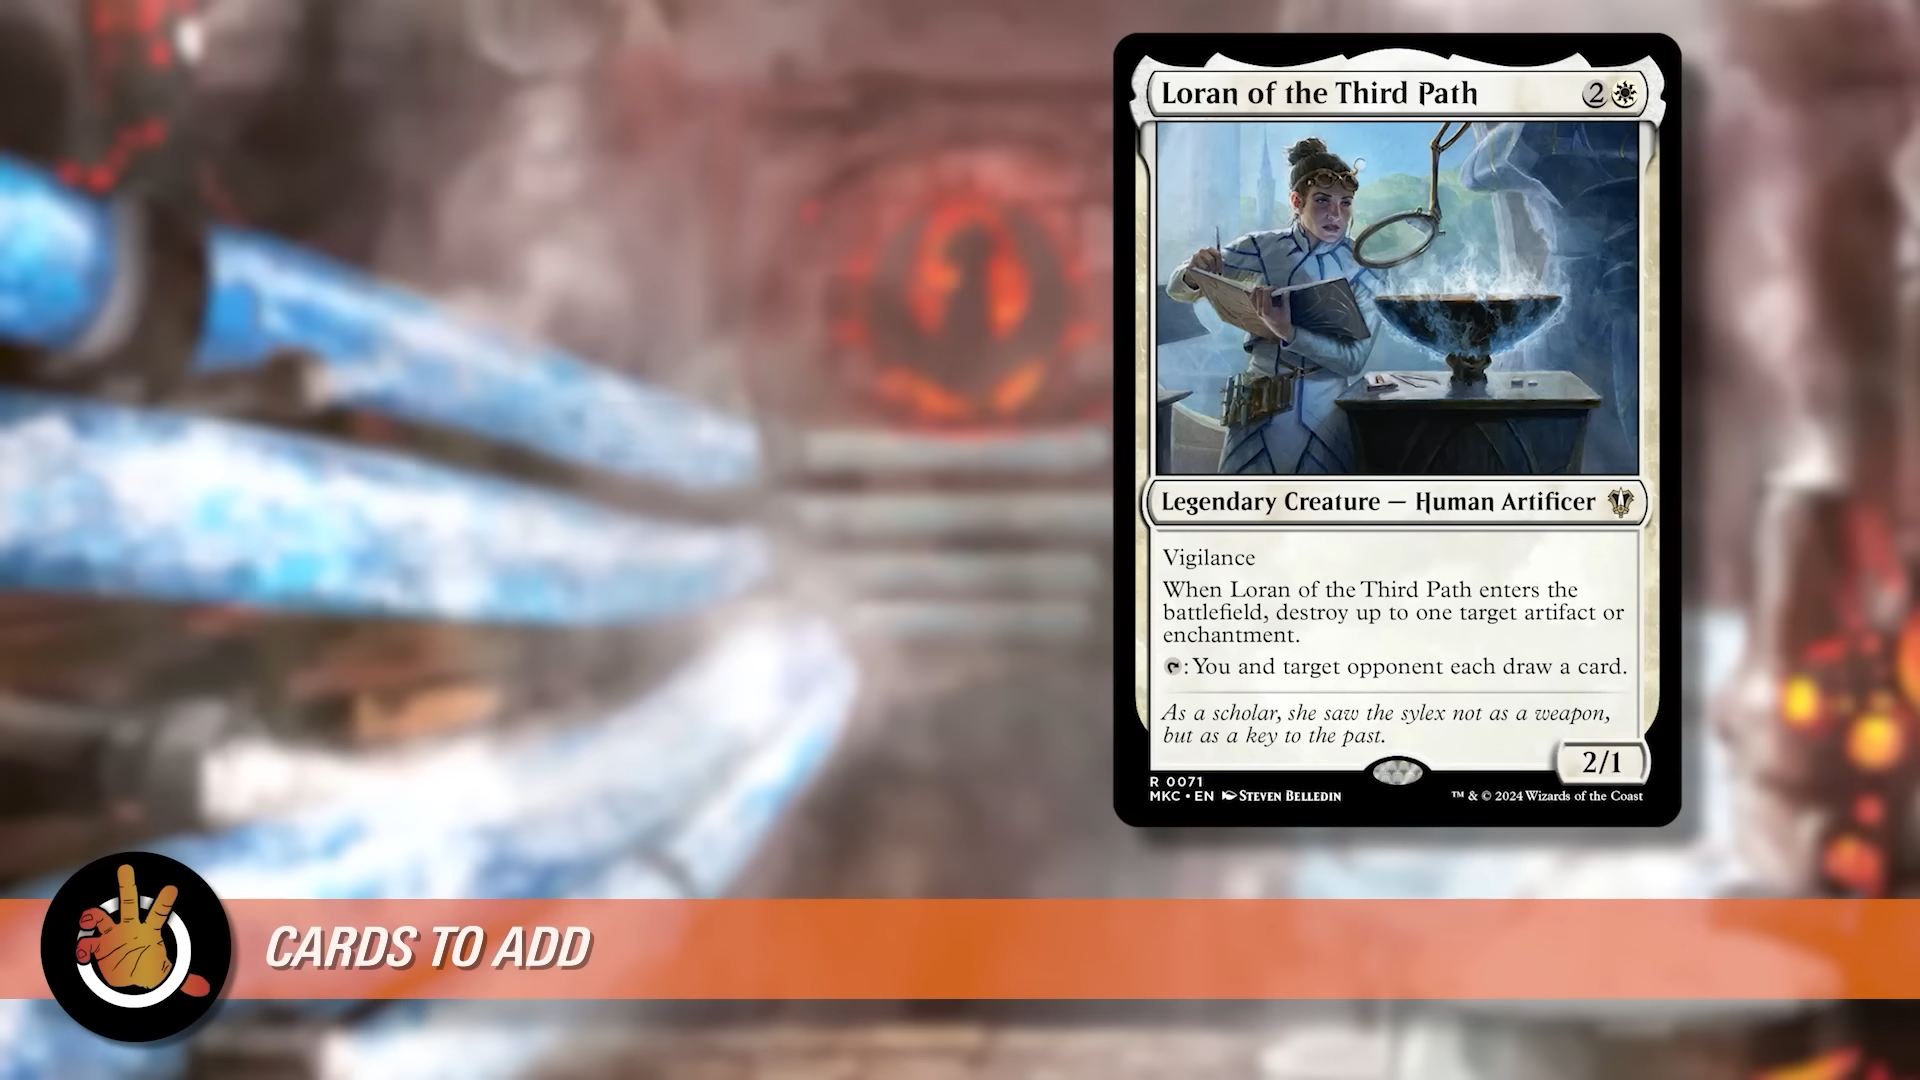 Loran of the Third Path 2
Legendary Creature — Human Artificer
Vigilance
When Loran of the Third Path enters the
battlefield, destroy up to one target artifact or
enchantment.
: You and target opponent each draw a card.
As a scholar, she saw the sylex not as a weapon,
but as a key to the past.
2/1
R 0071
MKC • EN STEVEN BELLEDIN
™ & © 2024 Wizards of the Coast
CARDS TO ADD